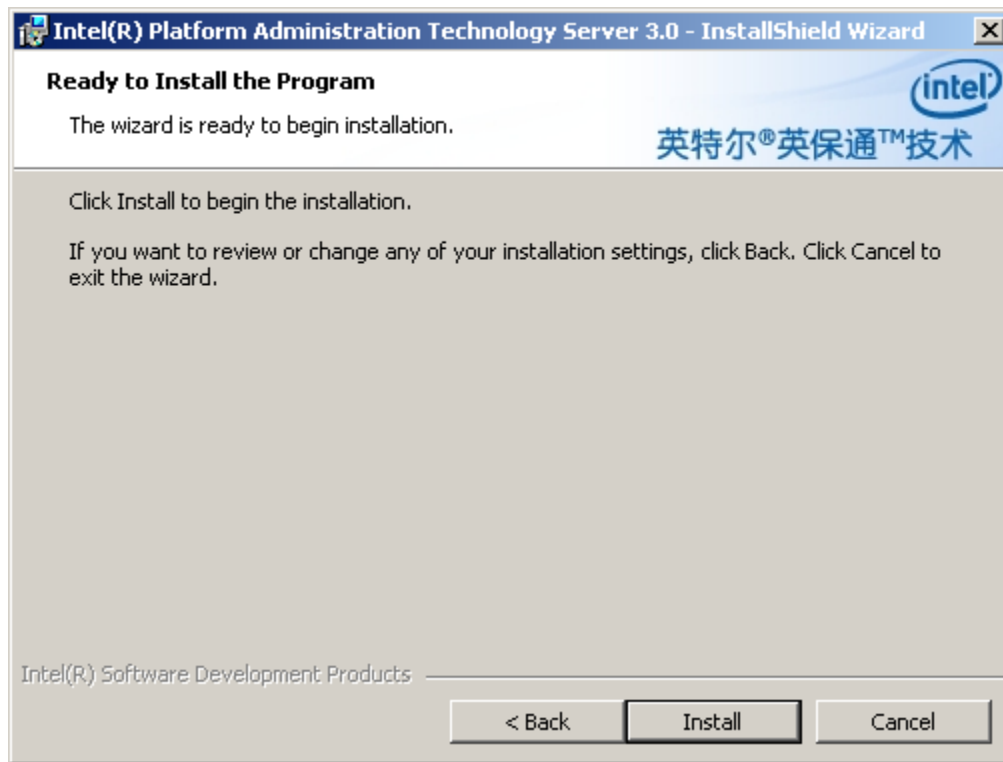 Intel(R) Platform Administration Technology Server 3.0 - InstallShield Wizard
Ready to Install the Program
The wizard is ready to begin installation.
intel
英特尔®英保通™技术
Click Install to begin the installation.
If you want to review or change any of your installation settings, click Back. Click Cancel to
exit the wizard.
Intel(R) Software Development Products
< Back
Install
Cancel